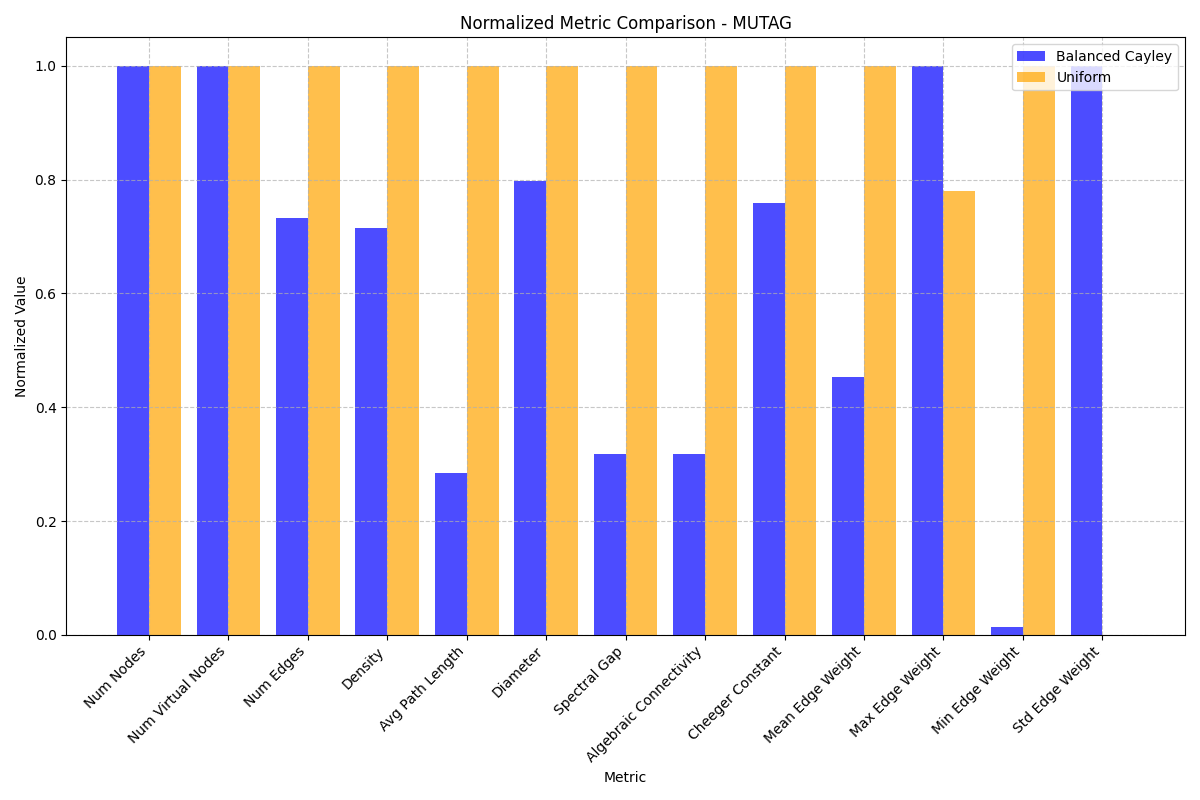 Normalized Metric Comparison - MUTAG
Balanced Cayley
Uniform
Normalized Value
1.0
0.8
0.6
0.4
0.2
0.0
Num Nodes
Num Virtual Nodes
Num Edges
Density
Avg Path Length
Diameter
Spectral Gap
Algebraic Connectivity
Cheeger Constant
Mean Edge Weight
Max Edge Weight
Min Edge Weight
Std Edge Weight
Metric